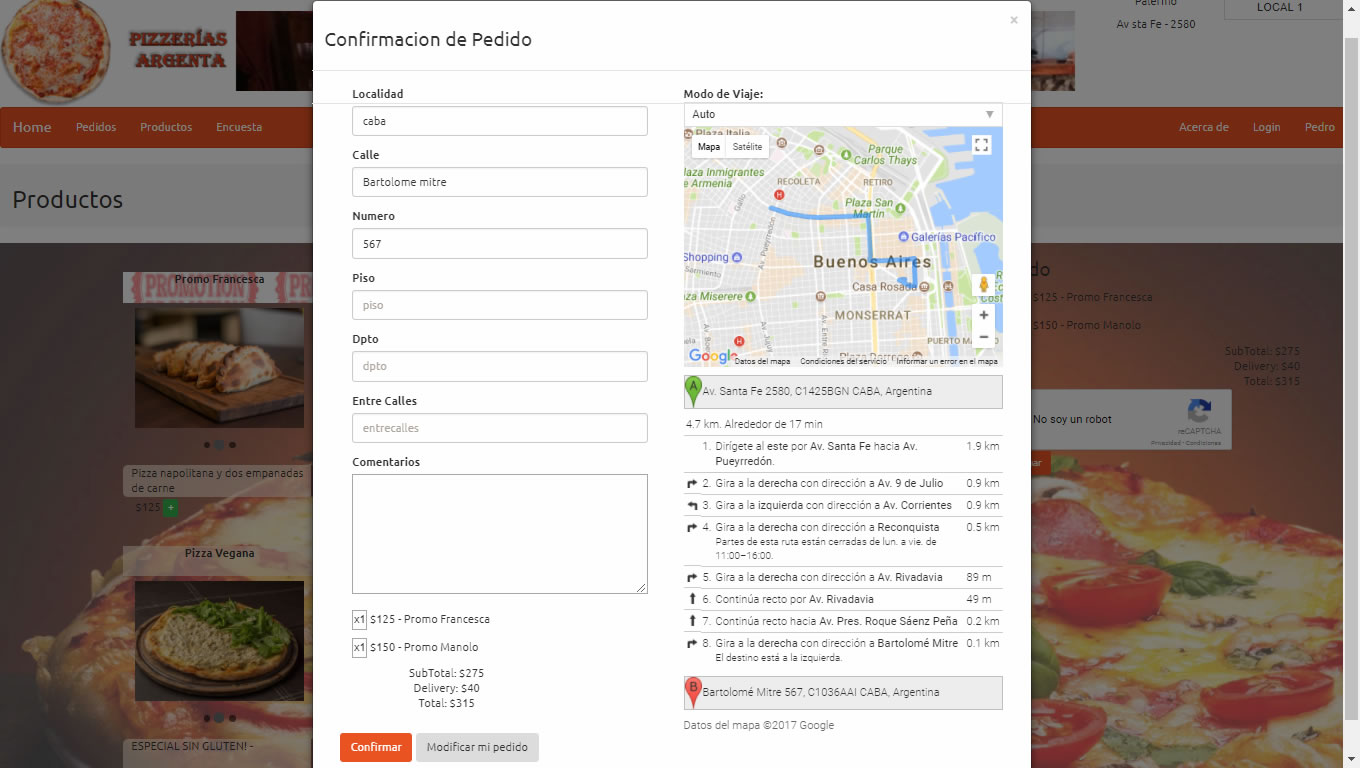 PIZZERÍAS
ARGENTA
Palermo
Av sta Fe - 2580
LOCAL 1
Home
Pedidos
Productos
Encuesta
Acerca de
Login
Pedro
Productos
Promo Francesca
PROMOTION
Pizza napolitana y dos empanadas
de carne
$125 +
Pizza Vegana
ESPECIAL SIN GLUTEN! -
Confirmacion de Pedido
×
Localidad
caba
Calle
Bartolome mitre
Numero
567
Piso
piso
Dpto
dpto
Entre Calles
entrecalles
Comentarios
x1 $125 - Promo Francesca
x1 $150 - Promo Manolo
SubTotal: $275
Delivery: $40
Total: $315
Confirmar
Modificar mi pedido
Modo de Viaje:
Auto
Plaza Italia
Mapa
Satélite
Parque
Carlos Thays
laza Inmigrantes
de Armenia
RECOLETA
RETIRO
Plaza San
Martin
Gallo
Av. Pueyrredón
Galerías Pacífico
Shopping
Sarmiento
Buenos Aires
Casa Rosada
aza Miserere
MONSERRAT
Av. Jujuy
Av. Entre Ríos
PUERTO
Google
Datos del mapa
Condiciones del servicio
Informar un error en el mapa
A
Av. Santa Fe 2580, C1425BGN CABA, Argentina
4.7 km. Alrededor de 17 min
1. Dirígete al este por Av. Santa Fe hacia Av. 1.9 km
Pueyrredón.
2. Gira a la derecha con dirección a Av. 9 de Julio 0.9 km
3. Gira a la izquierda con dirección a Av. Corrientes 0.9 km
4. Gira a la derecha con dirección a Reconquista 0.5 km
Partes de esta ruta están cerradas de lun. a vie. de
11:00–16:00.
5. Gira a la derecha con dirección a Av. Rivadavia 89 m
6. Continúa recto por Av. Rivadavia 49 m
7. Continúa recto hacia Av. Pres. Roque Sáenz Peña 0.2 km
8. Gira a la derecha con dirección a Bartolomé Mitre 0.1 km
El destino está a la izquierda.
B
Bartolomé Mitre 567, C1036AAI CABA, Argentina
Datos del mapa ©2017 Google
do
$125 - Promo Francesca
$150 - Promo Manolo
SubTotal: $275
Delivery: $40
Total: $315
No soy un robot
reCAPTCHA
Privacidad - Condiciones
ar